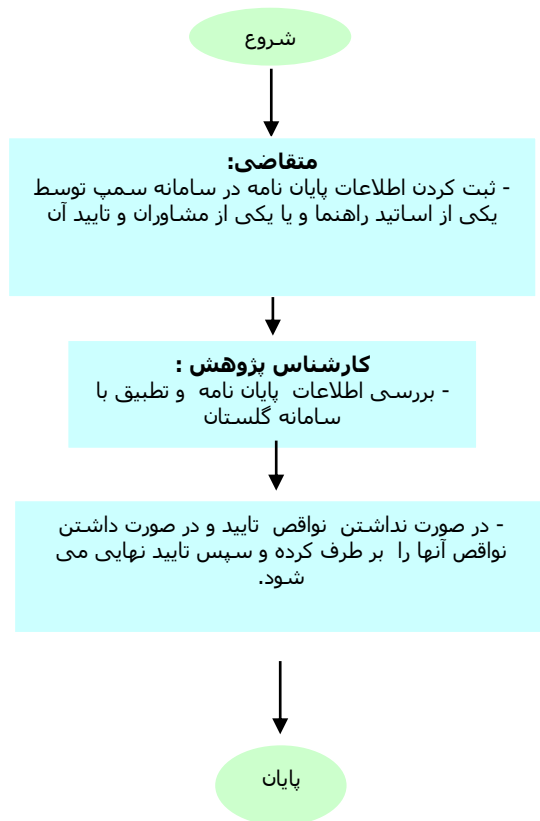 شروع
متقاضی:
- ثبت کردن اطلاعات پایان نامه در سامانه سمپ توسط
یکی از اساتید راهنما و یا یکی از مشاوران و تایید آن
کارشناس پژوهش :
- بررسی اطلاعات پایان نامه و تطبیق با
سامانه گلستان
- در صورت نداشتن نواقص تایید و در صورت داشتن
نواقص آنها را بر طرف کرده و سپس تایید نهایی می
شود.
پایان